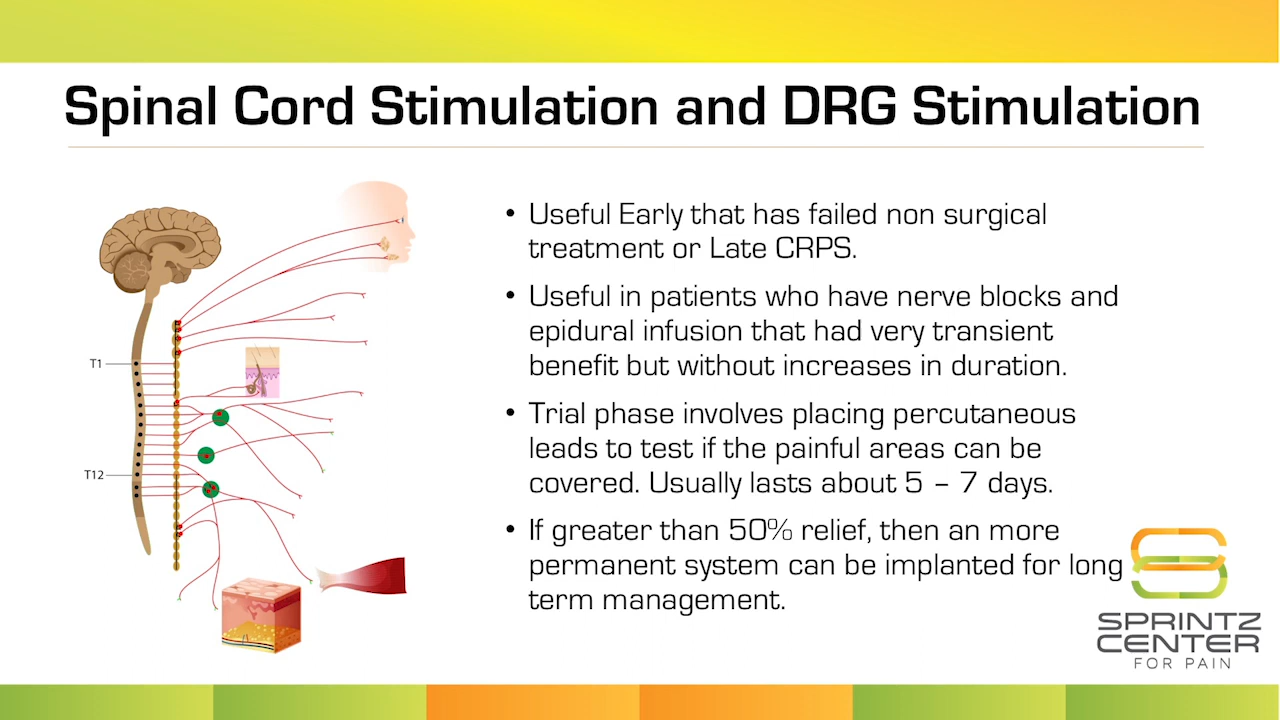 Spinal Cord Stimulation and DRG Stimulation
T1
T12
• Useful Early that has failed non surgical
treatment or Late CRPS.
• Useful in patients who have nerve blocks and
epidural infusion that had very transient
benefit but without increases in duration.
• Trial phase involves placing percutaneous
leads to test if the painful areas can be
covered. Usually lasts about 5 – 7 days.
• If greater than 50% relief, then an more
permanent system can be implanted for long
term management.
SPRINTZ
CENTER
FOR PAIN